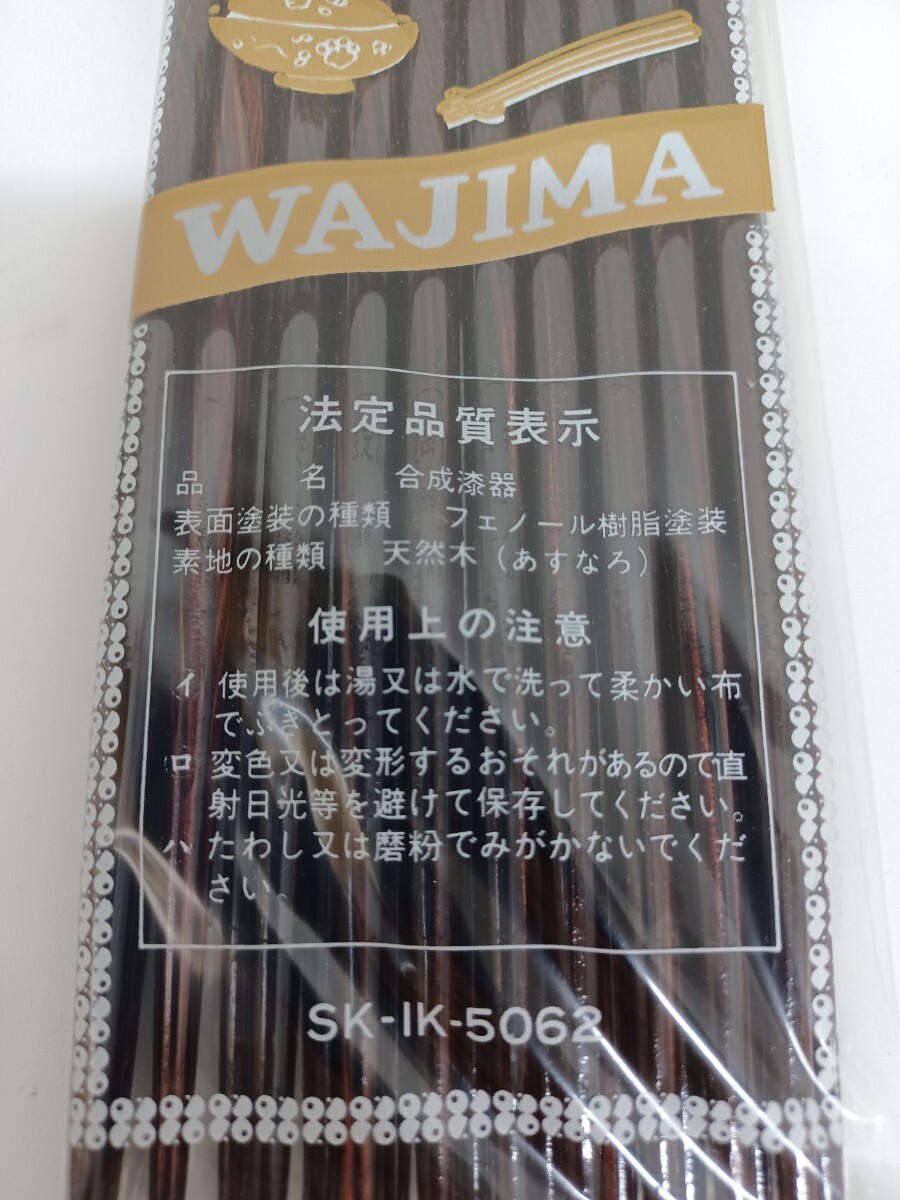 WAJIMA
法定品質表示
品名 合成漆器
表面塗装の種類 フェノール樹脂塗装
素地の種類 天然木(あすなろ)
使用上の注意
イ 使用後は湯又は水で洗って柔かい布
でふきとってください。
ロ 変色又は変形するおそれがあるので直
射日光等を避けて保存してください。
ハ たわし又は磨粉でみがかないでくだ
さい。
SK-IK-5062